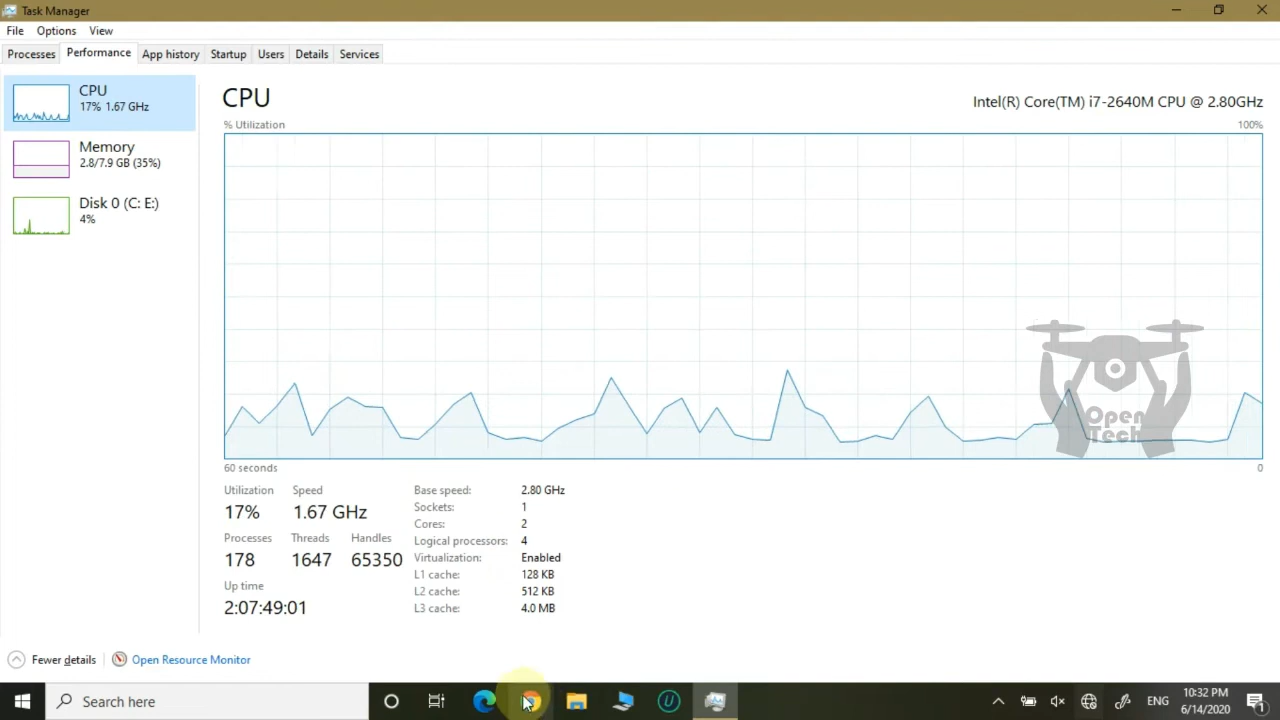 Task Manager
File Options View
Processes Performance App history Startup Users Details Services
CPU
17% 1.67 GHz
Memory
2.8/7.9 GB (35%)
Disk 0 (C: E:)
4%
CPU
Intel(R) Core(TM) i7-2640M CPU @ 2.80GHz
% Utilization 100%
Open
Tech
60 seconds 0
Utilization Speed
17% 1.67 GHz
Processes Threads Handles
178 1647 65350
Up time
2:07:49:01
Base speed: 2.80 GHz
Sockets: 1
Cores: 2
Logical processors: 4
Virtualization: Enabled
L1 cache: 128 KB
L2 cache: 512 KB
L3 cache: 4.0 MB
Fewer details Open Resource Monitor
Search here
ENG
10:32 PM
6/14/2020
1